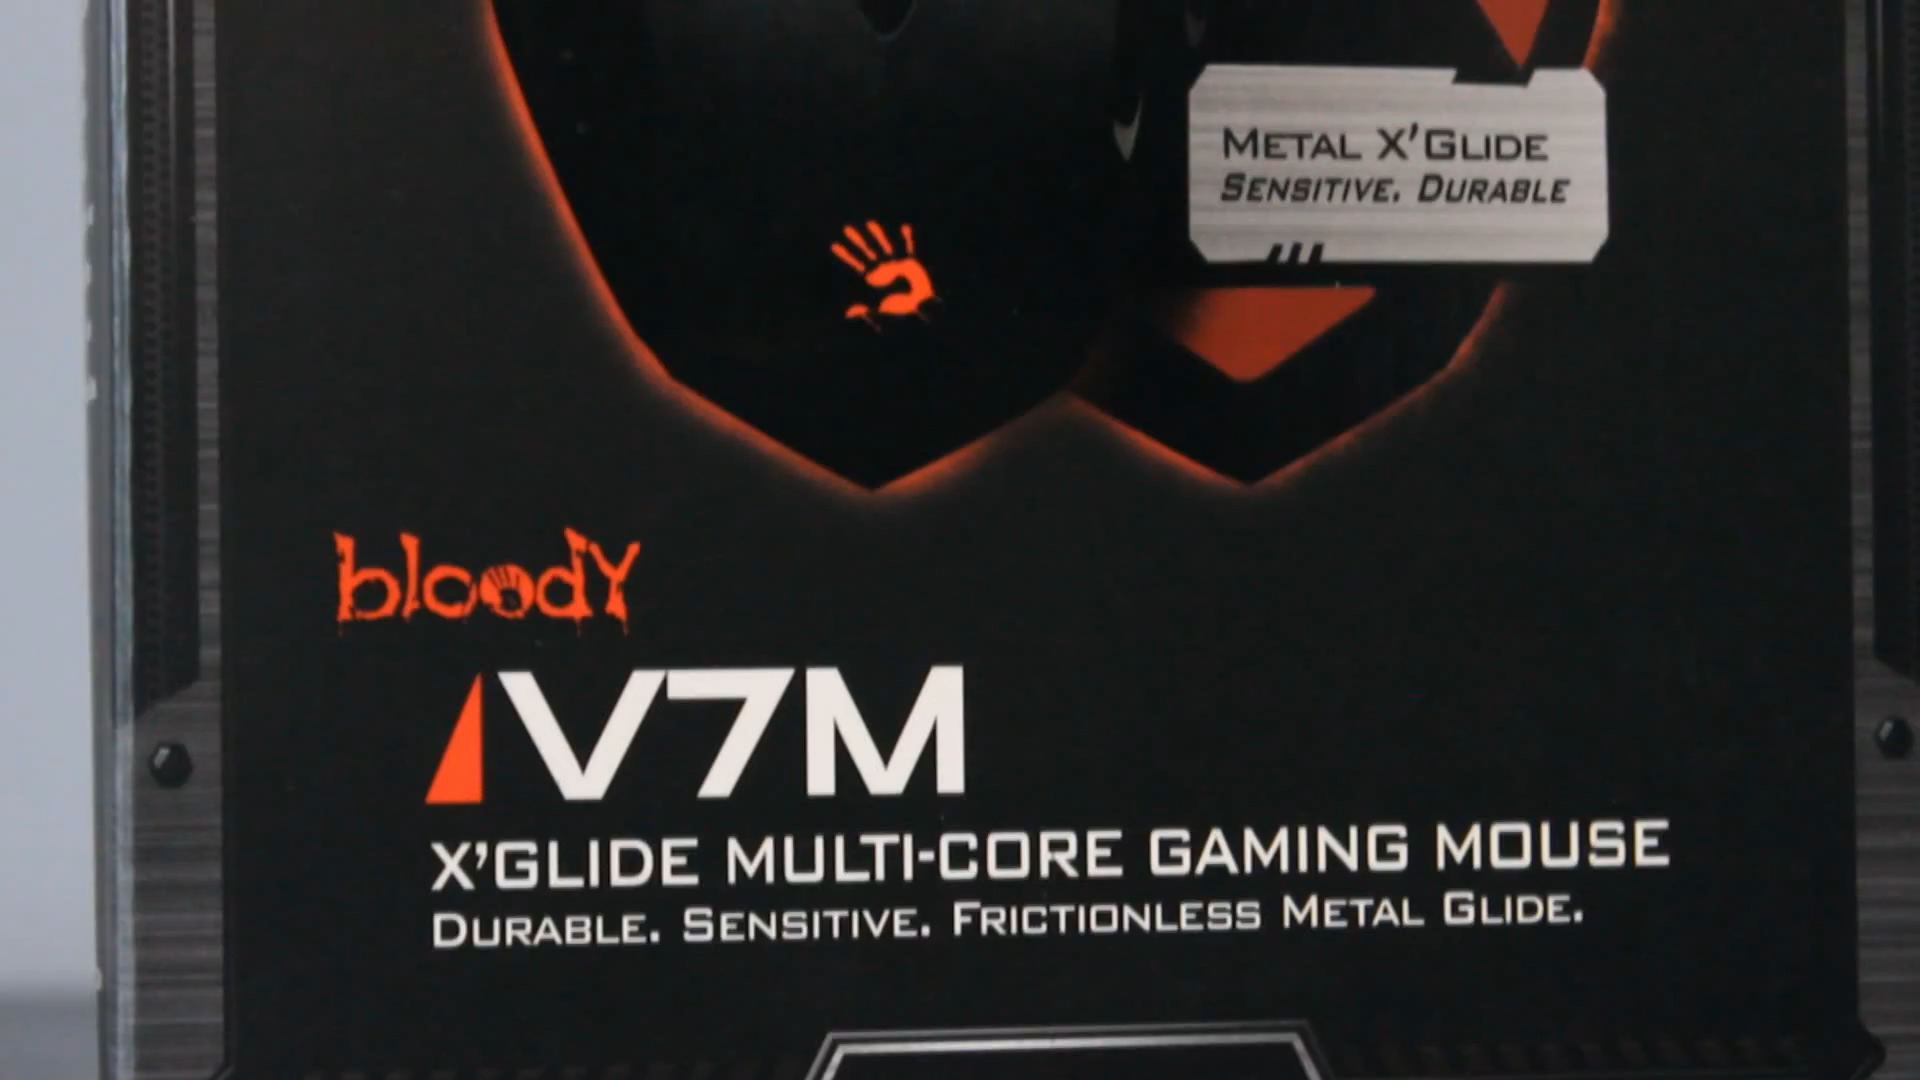 METAL X'GLIDE
SENSITIVE. DURABLE
bloody
V7M
X'GLIDE MULTI-CORE GAMING MOUSE
DURABLE. SENSITIVE. FRICTIONLESS METAL GLIDE.